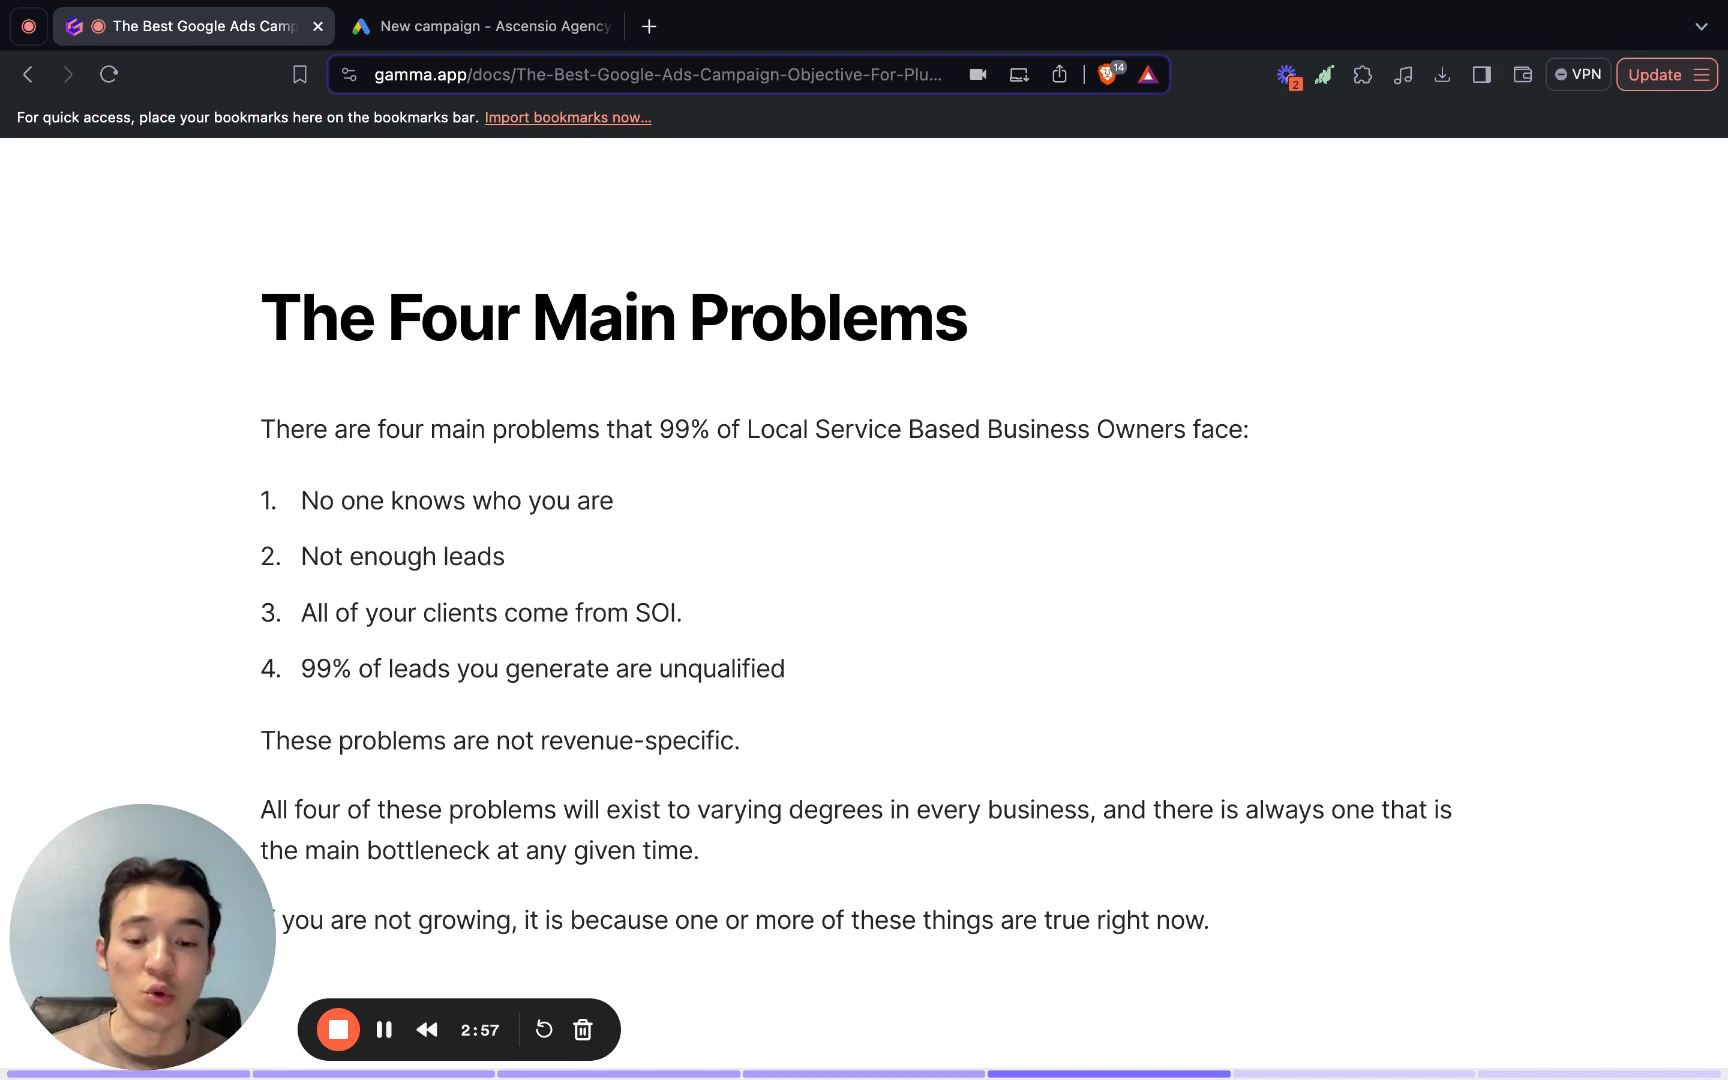 The Best Google Ads Camp
New campaign - Ascensio Agency
gamma.app/docs/The-Best-Google-Ads-Campaign-Objective-For-Plu...
14
2
VPN
Update
For quick access, place your bookmarks here on the bookmarks bar. Import bookmarks now...
The Four Main Problems
There are four main problems that 99% of Local Service Based Business Owners face:
1. No one knows who you are
2. Not enough leads
3. All of your clients come from SOI.
4. 99% of leads you generate are unqualified
These problems are not revenue-specific.
All four of these problems will exist to varying degrees in every business, and there is always one that is
the main bottleneck at any given time.
you are not growing, it is because one or more of these things are true right now.
2:57